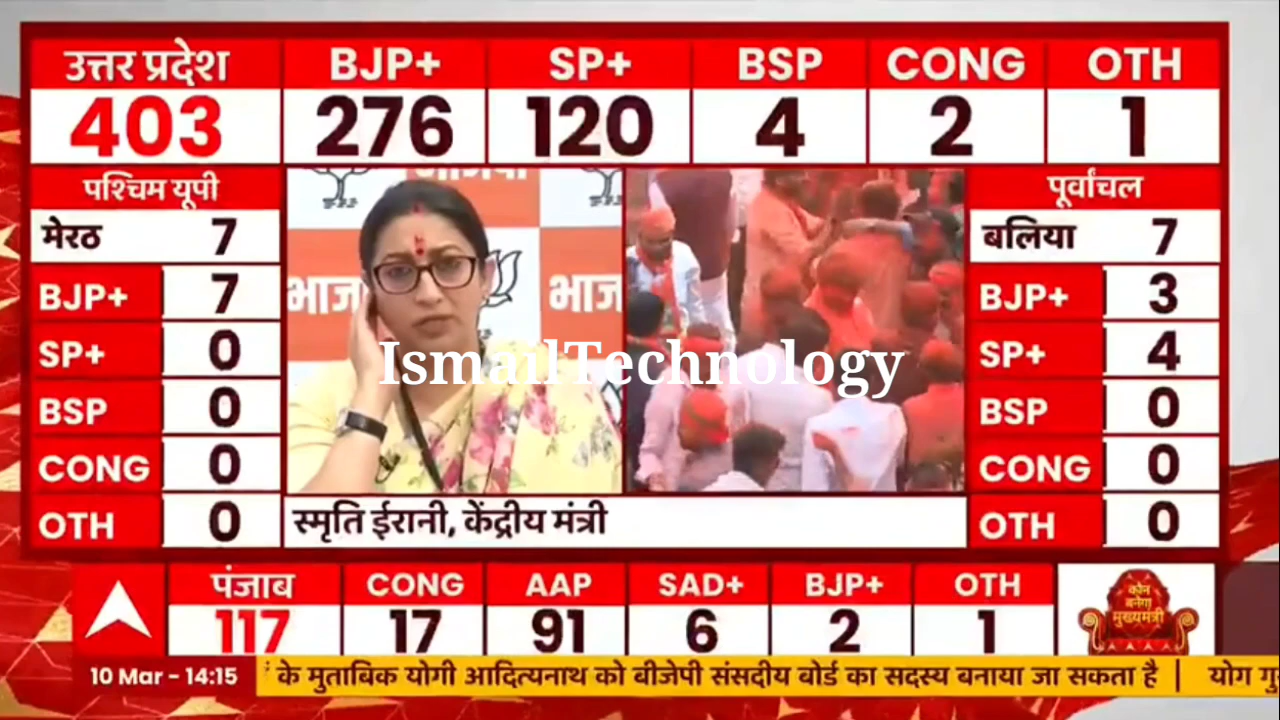 उत्तर प्रदेश BJP+ SP+ BSP CONG OTH
403 276 120 4 2 1
पश्चिम यूपी
मेरठ 7
BJP+ 7
SP+ 0
BSP 0
CONG 0
OTH 0
भाजपा
भाज
भाज
IsmailTechnology
स्मृति ईरानी, केंद्रीय मंत्री
पूर्वांचल
बलिया 7
BJP+ 3
SP+ 4
BSP 0
CONG 0
OTH 0
पंजाब CONG AAP SAD+ BJP+ OTH
117 17 91 6 2 1
कौन
बनेगा
मुख्यमंत्री
10 Mar - 14:15 के मुताबिक योगी आदित्यनाथ को बीजेपी संसदीय बोर्ड का सदस्य बनाया जा सकता है | योग